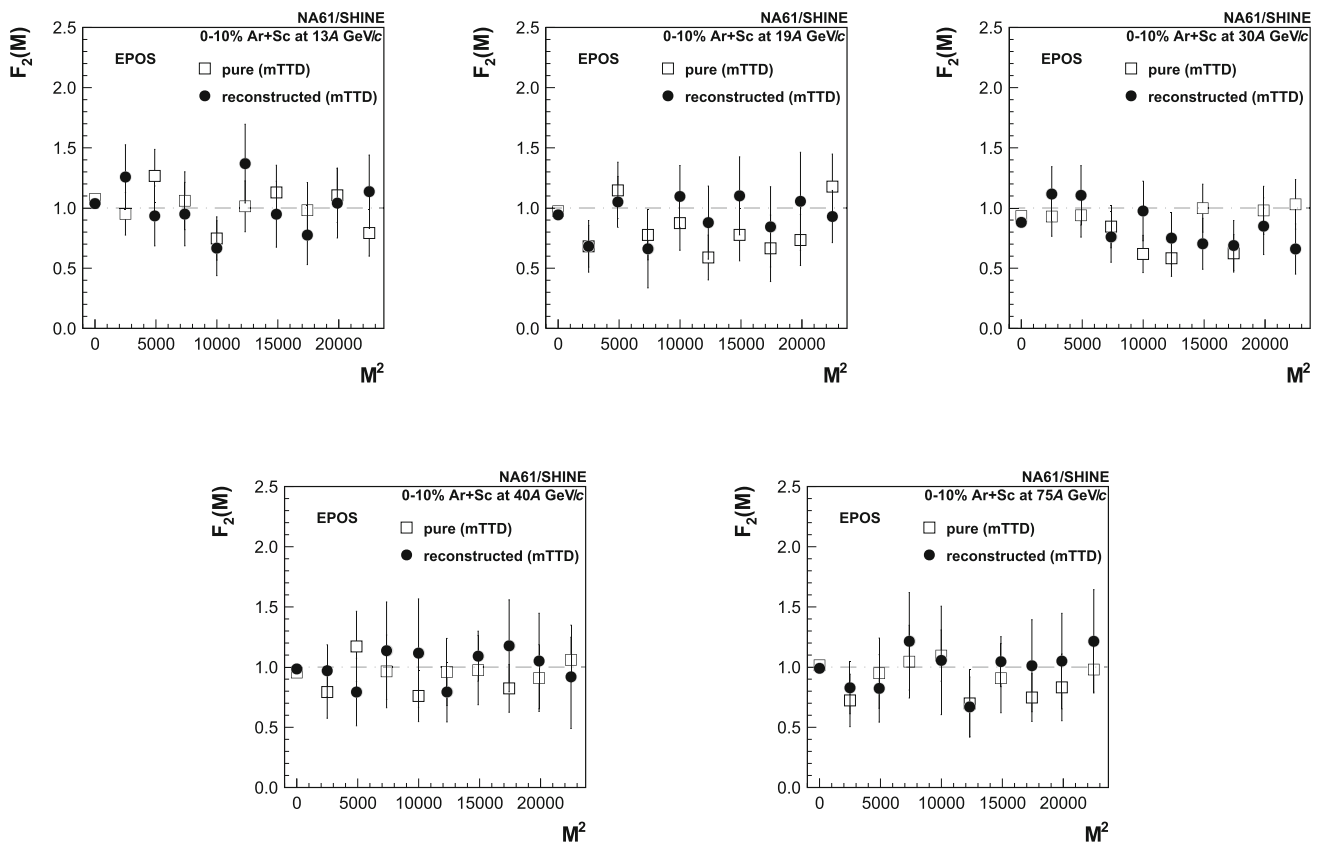 NA61/SHINE
0-10% Ar+Sc at 13A GeV/c
F2(M)
EPOS
pure (mTTD)
reconstructed (mTTD)
2.5
2.0
1.5
1.0
0.5
0.0
0 5000 10000 15000 20000
M²
NA61/SHINE
0-10% Ar+Sc at 19A GeV/c
F2(M)
EPOS
pure (mTTD)
reconstructed (mTTD)
2.5
2.0
1.5
1.0
0.5
0.0
0 5000 10000 15000 20000
M²
NA61/SHINE
0-10% Ar+Sc at 30A GeV/c
F2(M)
EPOS
pure (mTTD)
reconstructed (mTTD)
2.5
2.0
1.5
1.0
0.5
0.0
0 5000 10000 15000 20000
M²
NA61/SHINE
0-10% Ar+Sc at 40A GeV/c
F2(M)
EPOS
pure (mTTD)
reconstructed (mTTD)
2.5
2.0
1.5
1.0
0.5
0.0
0 5000 10000 15000 20000
M²
NA61/SHINE
0-10% Ar+Sc at 75A GeV/c
F2(M)
EPOS
pure (mTTD)
reconstructed (mTTD)
2.5
2.0
1.5
1.0
0.5
0.0
0 5000 10000 15000 20000
M²